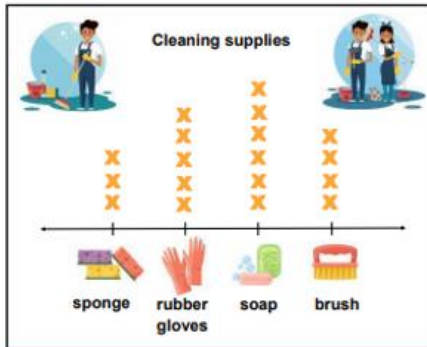 Cleaning supplies
x
x x
x x x
x x x x
x x x x
x x x x
sponge rubber gloves soap brush